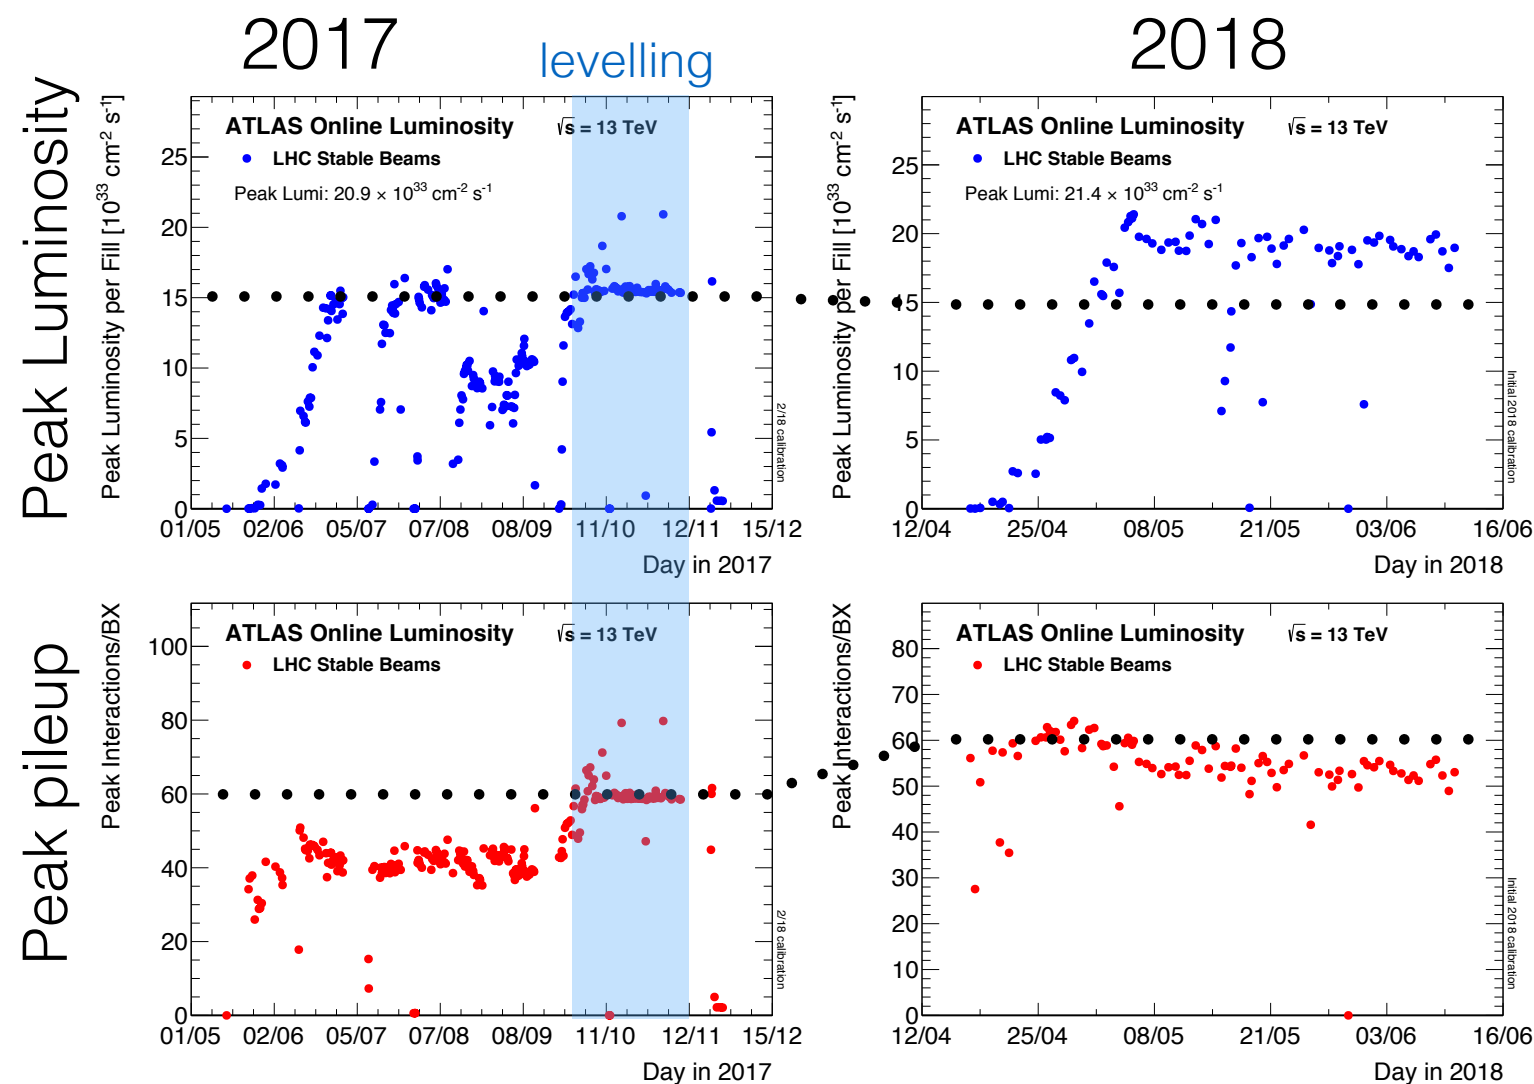 2017
levelling
2018
Peak Luminosity
Peak Luminosity per Fill [10³³ cm⁻² s⁻¹]
ATLAS Online Luminosity √s = 13 TeV
LHC Stable Beams
Peak Lumi: 20.9 × 10³³ cm⁻² s⁻¹
25
20
15
10
5
0
01/05 02/06 05/07 07/08 08/09 11/10 12/11 15/12
Day in 2017
2/18 calibration
Peak Luminosity per Fill [10³³ cm⁻² s⁻¹]
ATLAS Online Luminosity √s = 13 TeV
LHC Stable Beams
Peak Lumi: 21.4 × 10³³ cm⁻² s⁻¹
25
20
15
10
5
0
12/04 25/04 08/05 21/05 03/06 16/06
Day in 2018
Initial 2018 calibration
Peak pileup
Peak Interactions/BX
ATLAS Online Luminosity √s = 13 TeV
LHC Stable Beams
100
80
60
40
20
0
01/05 02/06 05/07 07/08 08/09 11/10 12/11 15/12
Day in 2017
2/18 calibration
Peak Interactions/BX
ATLAS Online Luminosity √s = 13 TeV
LHC Stable Beams
80
70
60
50
40
30
20
10
0
12/04 25/04 08/05 21/05 03/06 16/06
Day in 2018
Initial 2018 calibration